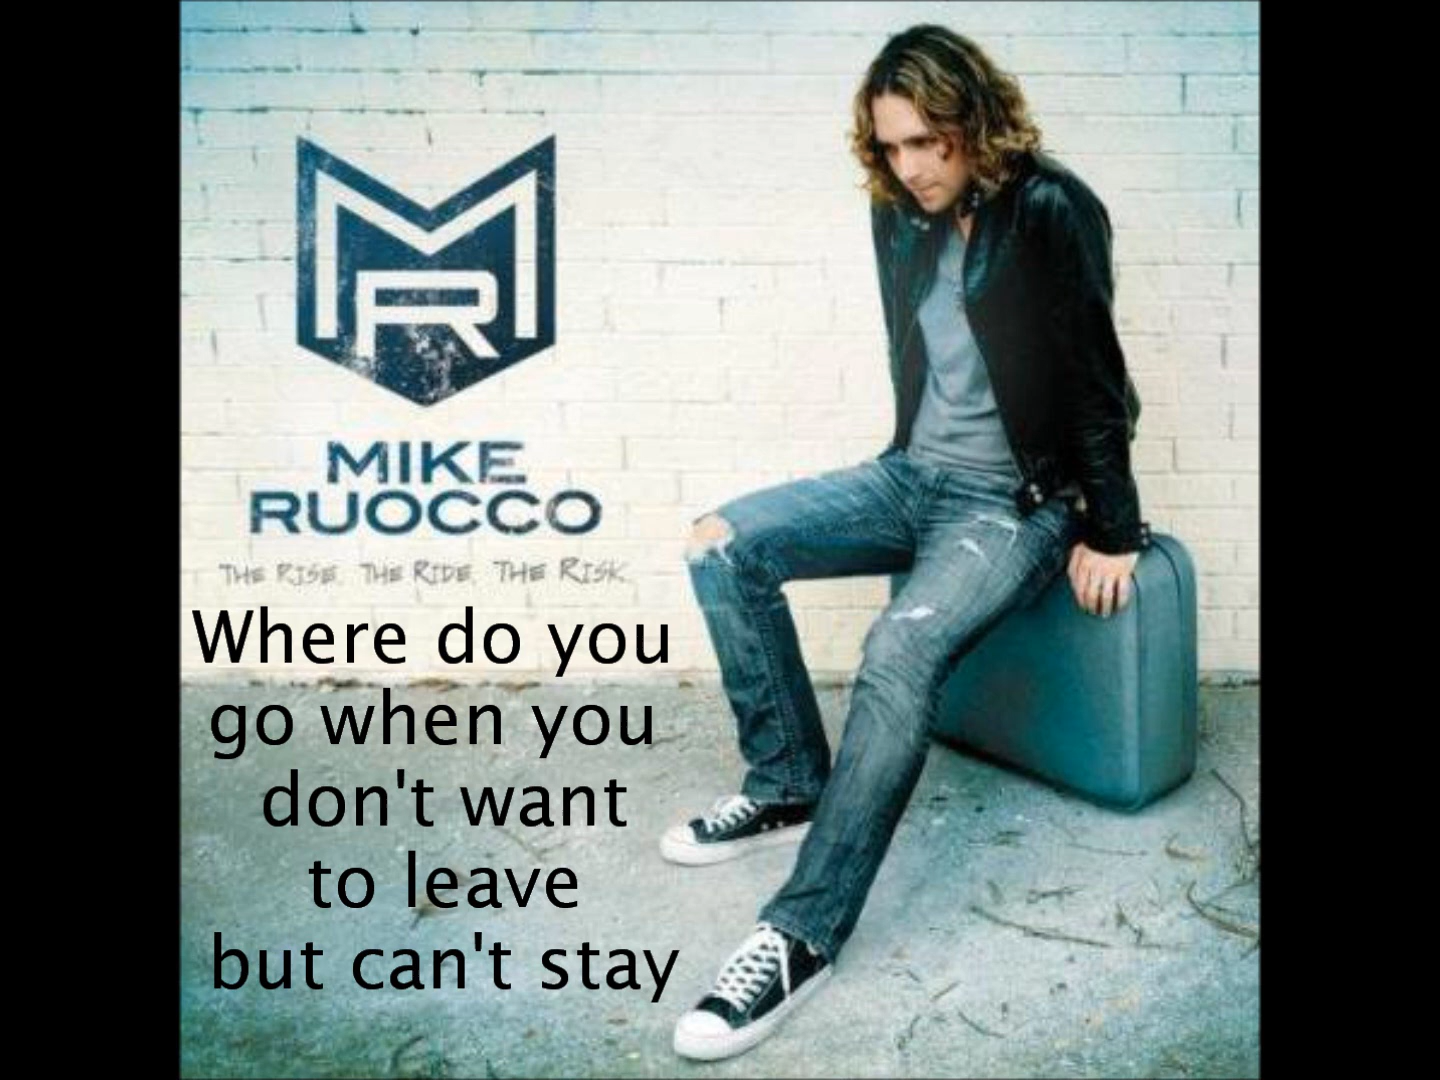 MR
MIKE
RUOCCO
THE RISE. THE RIDE. THE RISK.
Where do you
go when you
don't want
to leave
but can't stay